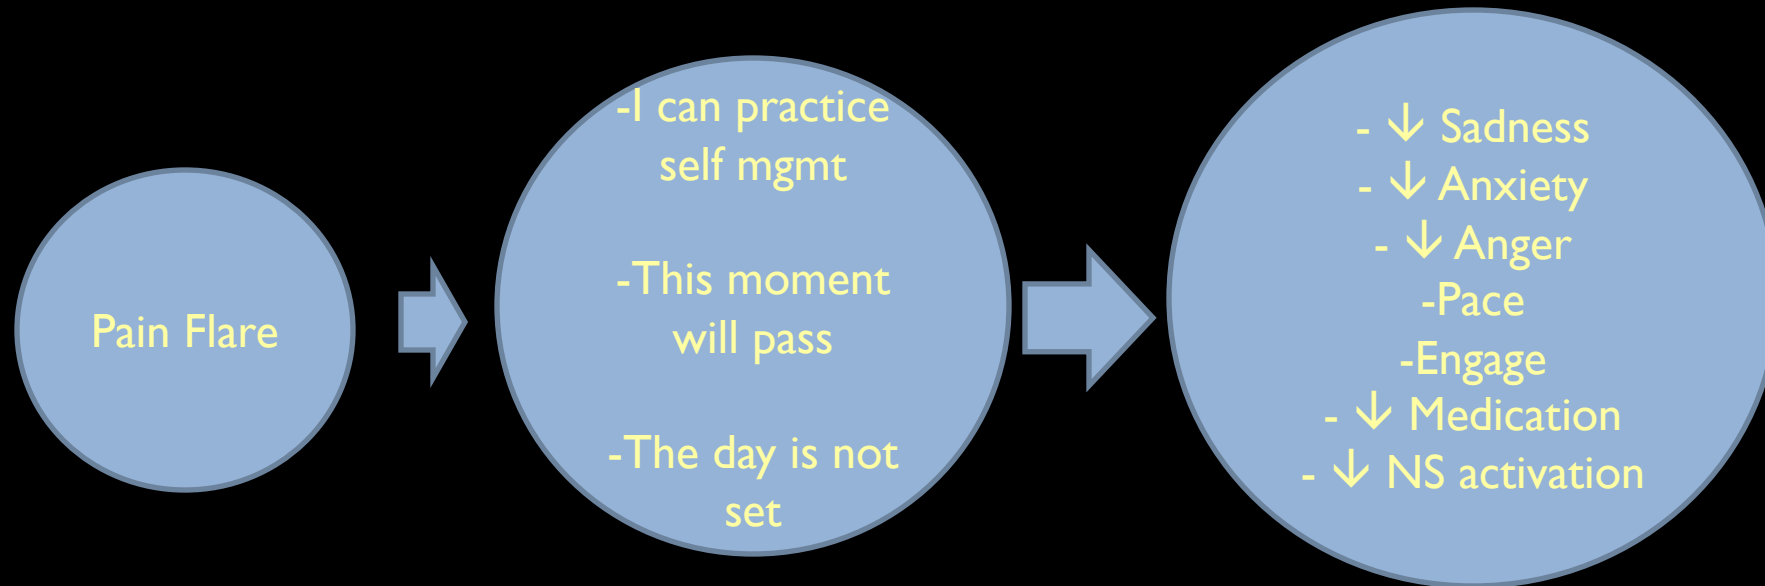 Pain Flare
-I can practice
self mgmt
-This moment
will pass
-The day is not
set
- ↓ Sadness
- ↓ Anxiety
- ↓ Anger
-Pace
-Engage
- ↓ Medication
- ↓ NS activation